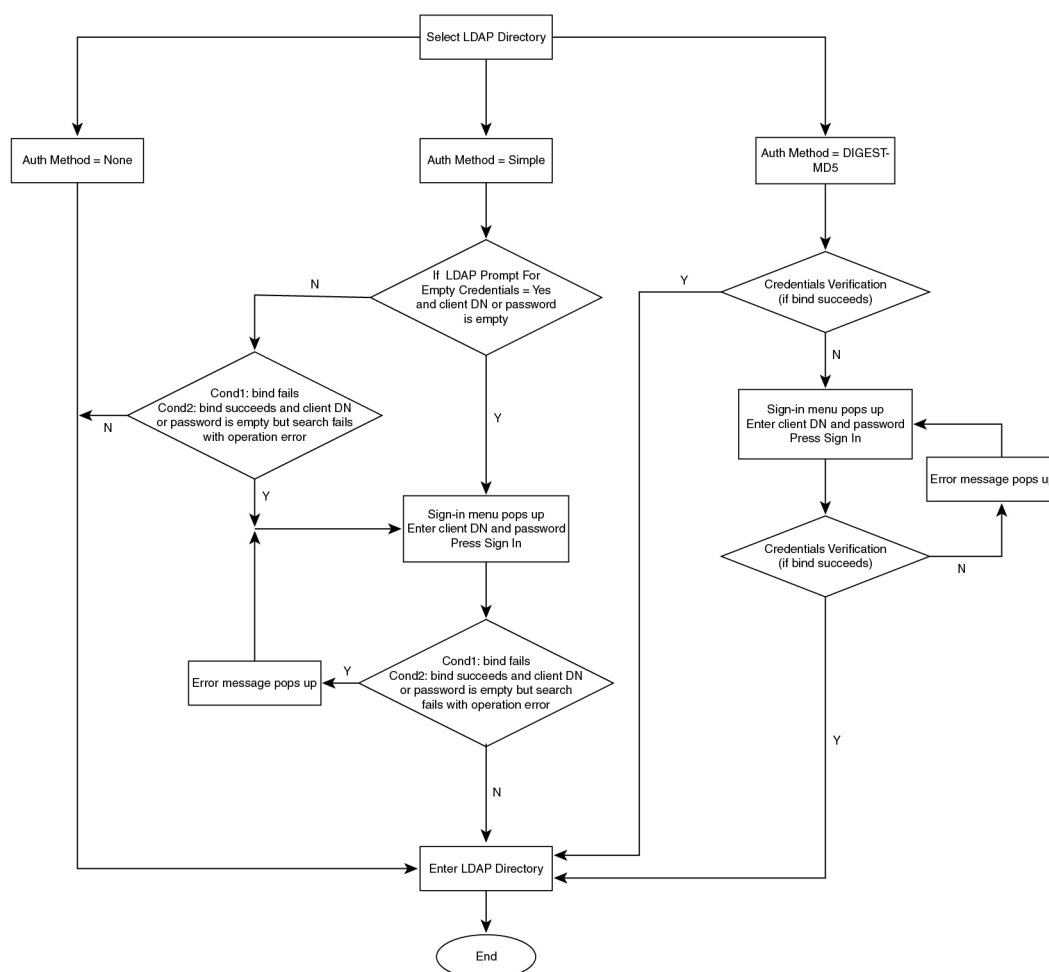 Select LDAP Directory
Auth Method = None
Auth Method = Simple
Auth Method = DIGEST-
MD5
If LDAP Prompt For
Empty Credentials = Yes
and client DN or password
is empty
N
Y
Credentials Verification
(if bind succeeds)
Y
N
Cond1: bind fails
Cond2: bind succeeds and client DN
or password is empty but search fails
with operation error
N
Y
Sign-in menu pops up
Enter client DN and password
Press Sign In
Error message pops up
Sign-in menu pops up
Enter client DN and password
Press Sign In
Credentials Verification
(if bind succeeds)
N
Y
Cond1: bind fails
Cond2: bind succeeds and client DN
or password is empty but search
fails with operation error
Y
Error message pops up
N
Enter LDAP Directory
End